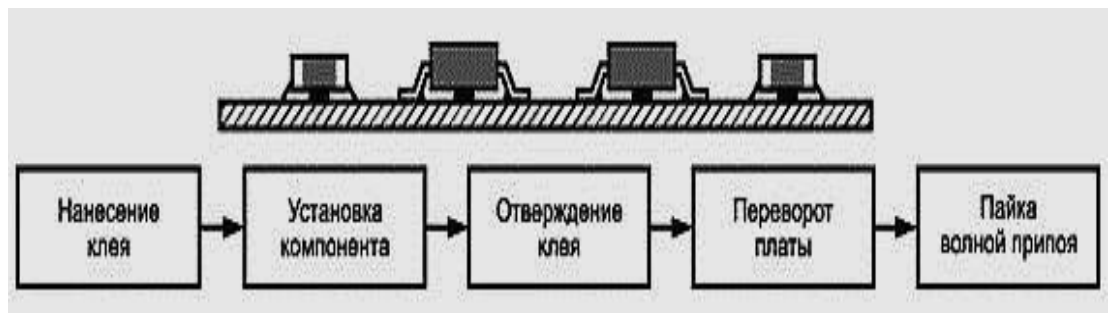 Нанесение
клея
Установка
компонента
Отверждение
клея
Переворот
платы
Пайка
волной припоя